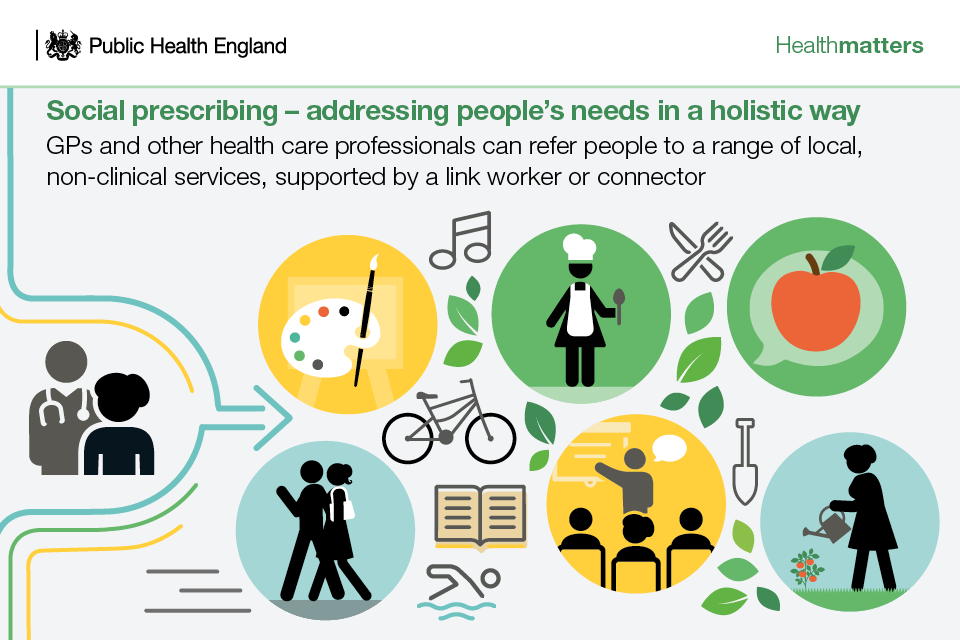 Public Health England
Healthmatters
Social prescribing – addressing people’s needs in a holistic way
GPs and other health care professionals can refer people to a range of local,
non-clinical services, supported by a link worker or connector